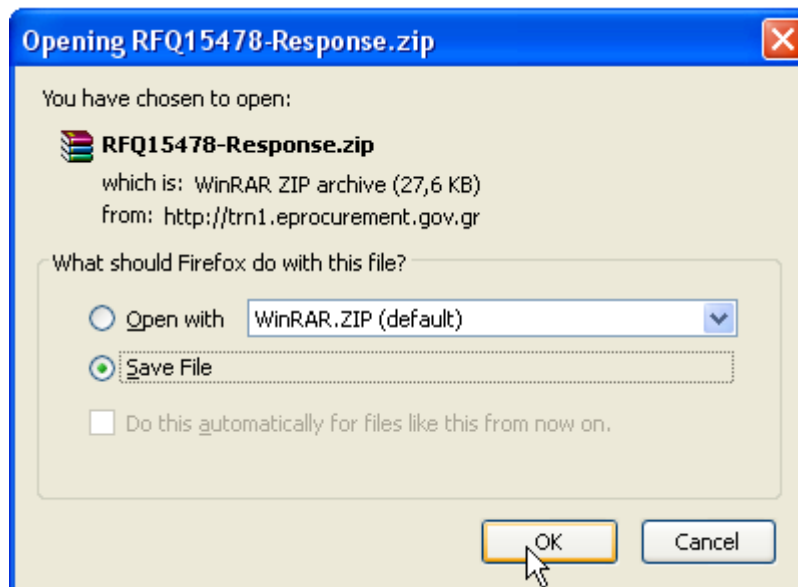 Opening RFQ15478-Response.zip
You have chosen to open:
RFQ15478-Response.zip
which is: WinRAR ZIP archive (27,6 KB)
from: http://trn1.eprocurement.gov.gr
What should Firefox do with this file?
Open with WinRAR.ZIP (default)
Save File
Do this automatically for files like this from now on.
OK Cancel